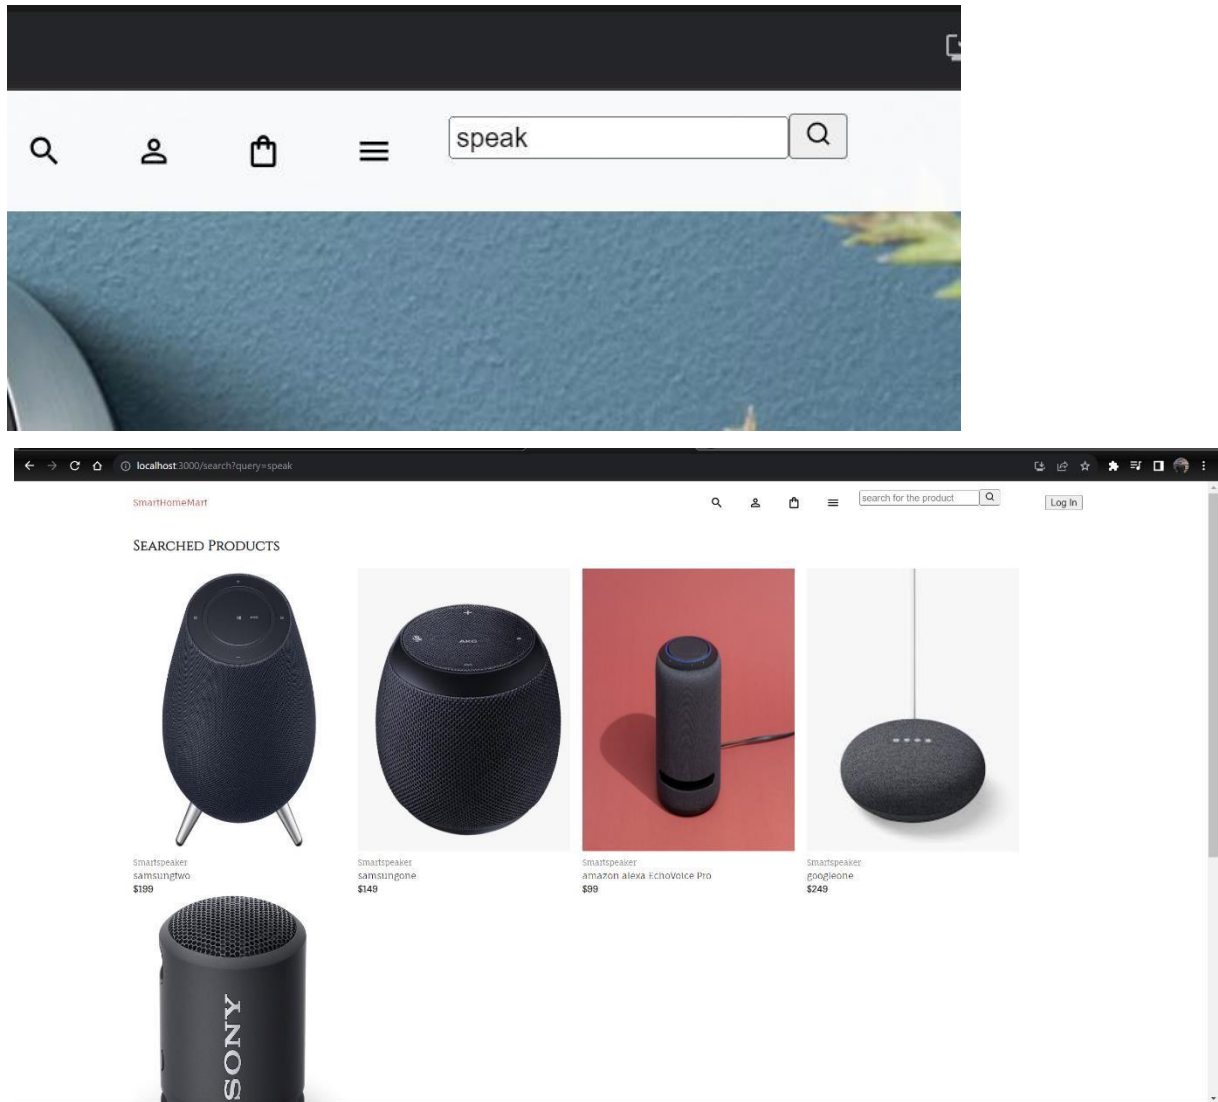 speak
localhost:3000/search?query=speak
SmartHomeMart
search for the product
Log In
SEARCHED PRODUCTS
AKG
Smartspeaker
samsungtwo
$199
Smartspeaker
samsungone
$149
Smartspeaker
amazon alexa EchoVoice Pro
$99
Smartspeaker
googleone
$249
SONY